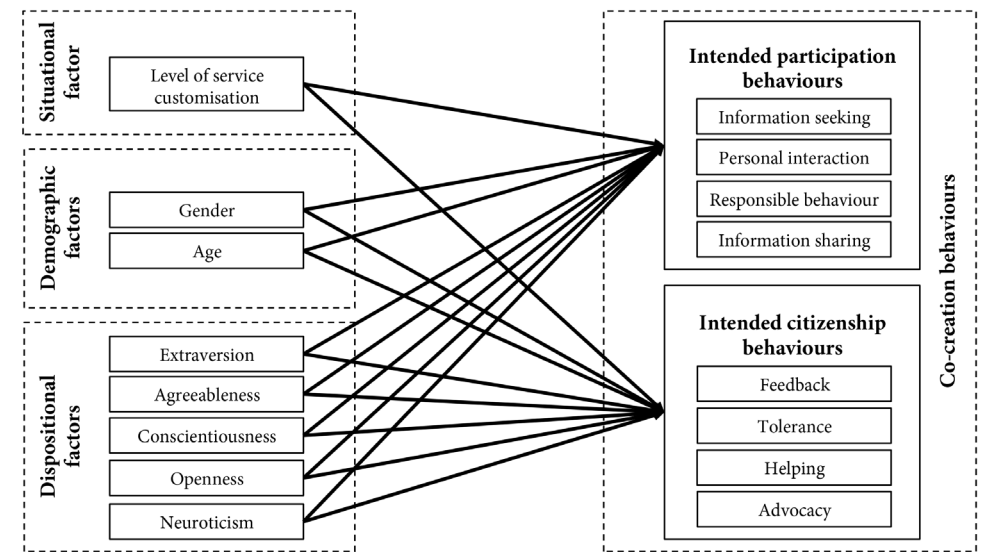 Situational
factor
Level of service
customisation
Demographic
factors
Gender
Age
Dispositional
factors
Extraversion
Agreeableness
Conscientiousness
Openness
Neuroticism
Intended participation
behaviours
Information seeking
Personal interaction
Responsible behaviour
Information sharing
Intended citizenship
behaviours
Feedback
Tolerance
Helping
Advocacy
Co-creation behaviours